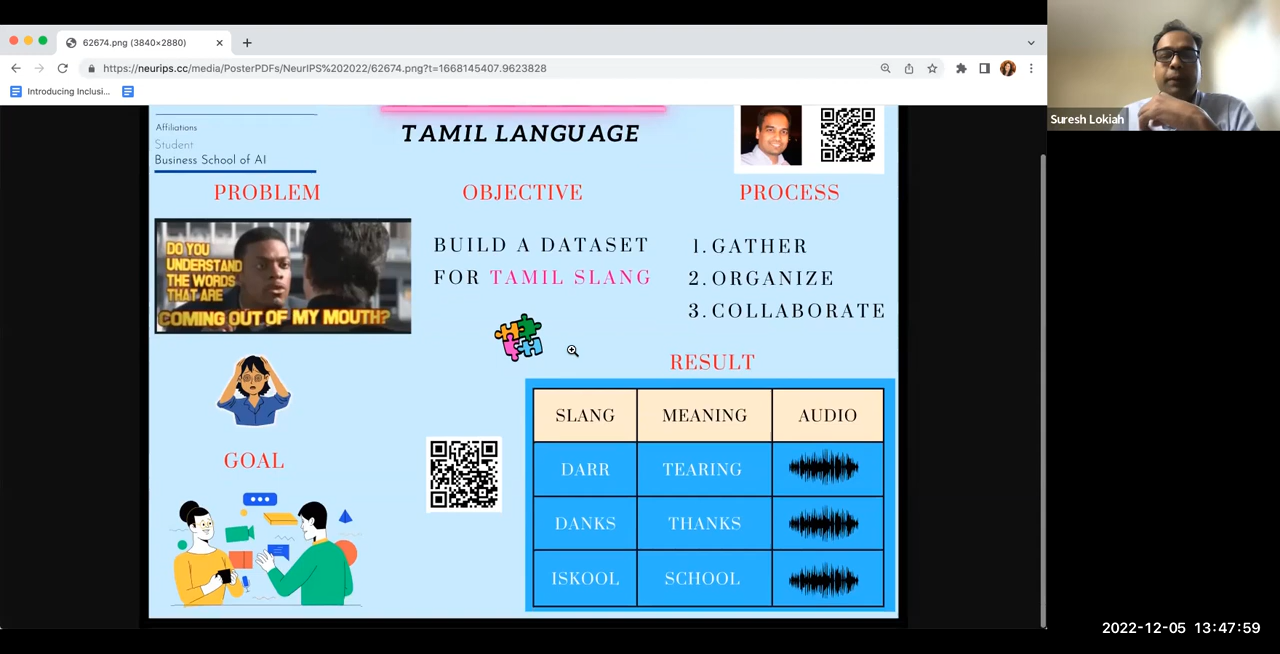 62674.png (3840×2880)
https://neurips.cc/media/PosterPDFs/NeurIPS%202022/62674.png?t=1668145407.9623828
Introducing Inclusi...
Suresh Lokiah
Affiliations
Student
Business School of AI
TAMIL LANGUAGE
PROBLEM
DO YOU
UNDERSTAND
THE WORDS
THAT ARE
COMING OUT OF MY MOUTH?
GOAL
OBJECTIVE
BUILD A DATASET
FOR TAMIL SLANG
PROCESS
1. GATHER
2. ORGANIZE
3. COLLABORATE
RESULT
SLANG MEANING AUDIO
DARR TEARING
DANKS THANKS
ISKOOL SCHOOL
2022-12-05 13:47:59